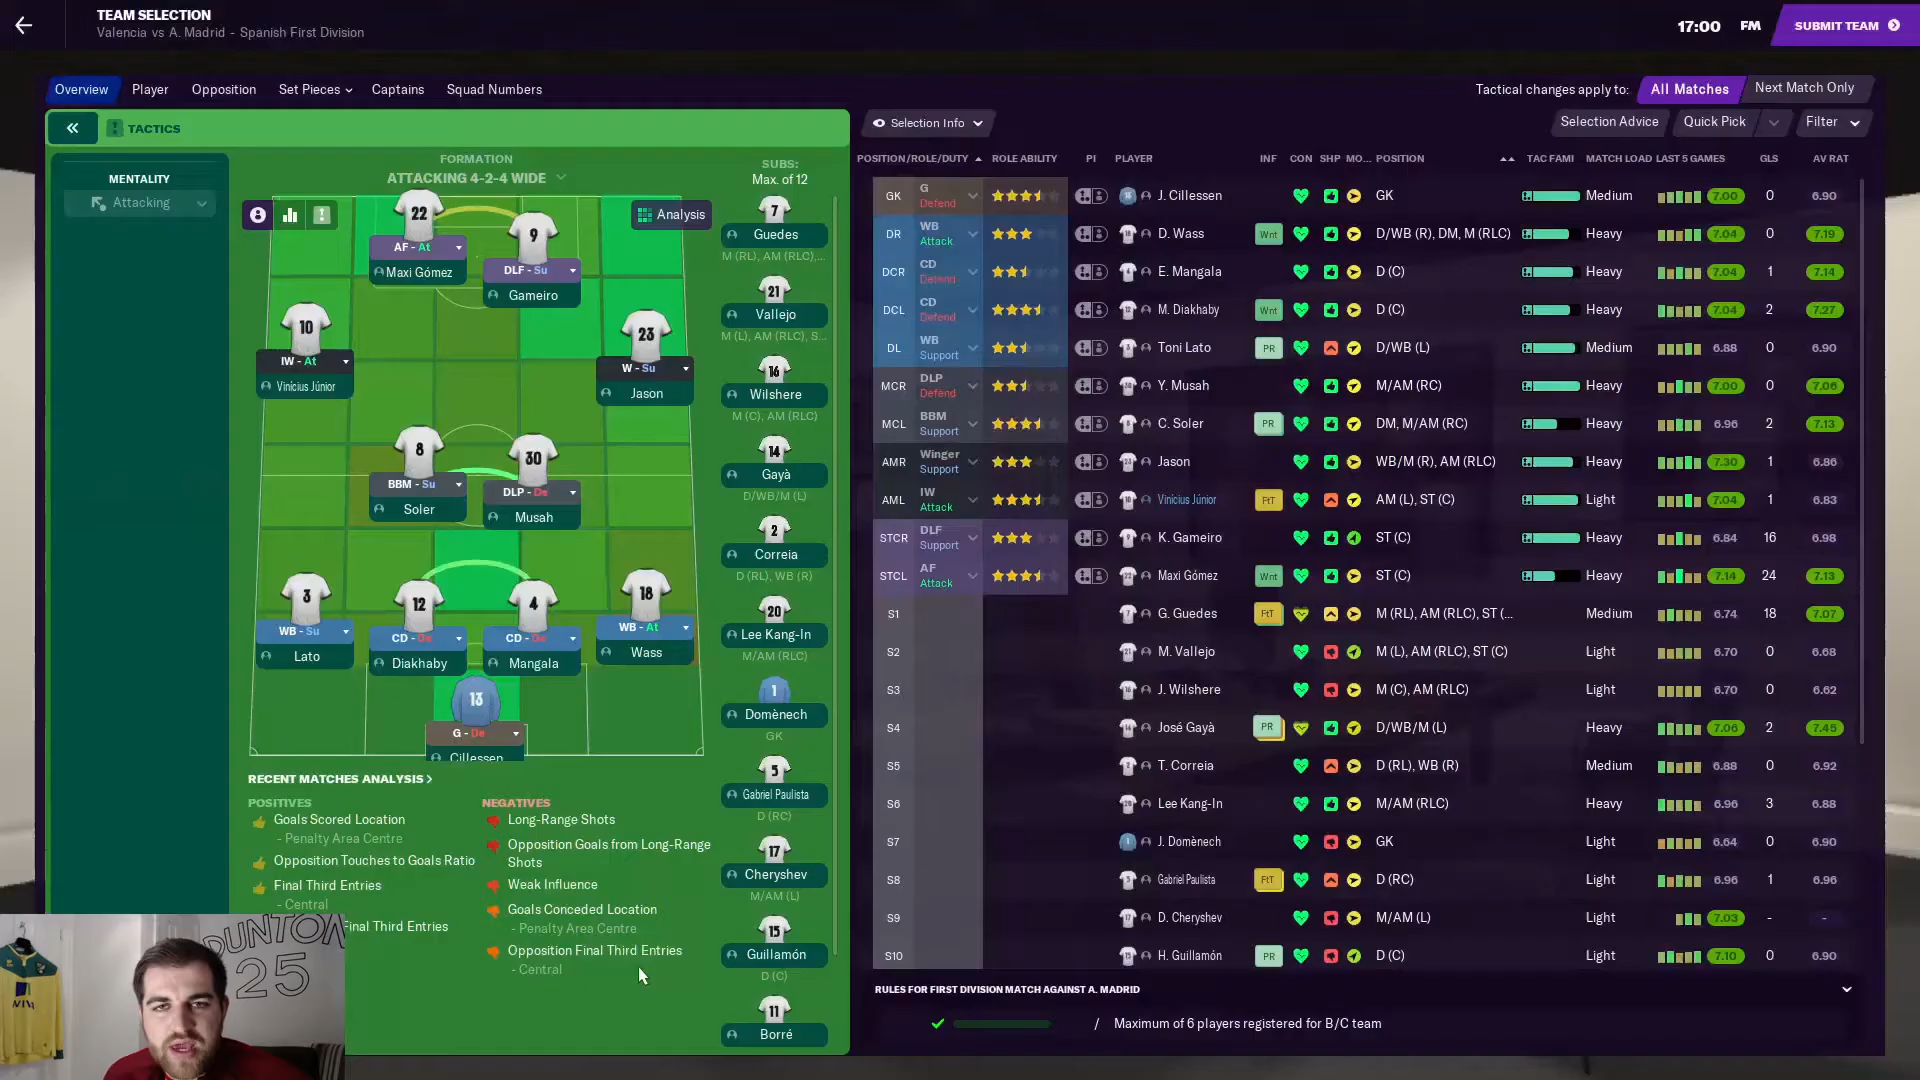 TEAM SELECTION
Valencia vs A. Madrid - Spanish First Division
17:00 FM SUBMIT TEAM
Overview Player Opposition Set Pieces Captains Squad Numbers
Tactical changes apply to: All Matches Next Match Only
TACTICS
MENTALITY
Attacking
FORMATION
ATTACKING 4-2-4 WIDE
Analysis
22
AF - At
Maxi Gómez
9
DLF - Su
Gameiro
10
IW - At
Vinícius Júnior
23
W - Su
Jason
8
BBM - Su
Soler
30
DLP - De
Musah
3
WB - Su
Lato
12
CD - De
Diakhaby
4
CD - De
Mangala
18
WB - At
Wass
13
G - De
Cillessen
SUBS:
Max. of 12
7
Guedes
M (RL), AM (RLC),...
21
Vallejo
M (L), AM (RLC), S...
16
Wilshere
M (C), AM (RLC)
14
Gayà
D/WB/M (L)
2
Correia
D (RL), WB (R)
20
Lee Kang-In
M/AM (RLC)
1
Domènech
GK
5
Gabriel Paulista
D (RC)
17
Cheryshev
M/AM (L)
15
Guillamón
D (C)
11
Borré
RECENT MATCHES ANALYSIS >
POSITIVES
Goals Scored Location
- Penalty Area Centre
Opposition Touches to Goals Ratio
Final Third Entries
- Central
Final Third Entries
NEGATIVES
Long-Range Shots
Opposition Goals from Long-Range
Shots
Weak Influence
Goals Conceded Location
- Penalty Area Centre
Opposition Final Third Entries
- Central
DUNTON
25
Selection Info
Selection Advice Quick Pick Filter
POSITION/ROLE/DUTY ROLE ABILITY PI PLAYER INF CON SHP MO... POSITION TAC FAMI MATCH LOAD LAST 5 GAMES GLS AV RAT
GK G Defend J. Cillessen GK Medium 7.00 0 6.90
DR WB Attack D. Wass Wnt D/WB (R), DM, M (RLC) Heavy 7.04 0 7.19
DCR CD Defend E. Mangala D (C) Heavy 7.04 1 7.14
DCL CD Defend M. Diakhaby Wnt D (C) Heavy 7.04 2 7.27
DL WB Support Toni Lato PR D/WB (L) Medium 6.88 0 6.90
MCR DLP Defend Y. Musah M/AM (RC) Heavy 7.00 0 7.06
MCL BBM Support C. Soler PR DM, M/AM (RC) Heavy 6.96 2 7.13
AMR Winger Support Jason WB/M (R), AM (RLC) Heavy 7.30 1 6.86
AML IW Attack Vinícius Júnior FtT AM (L), ST (C) Light 7.04 1 6.83
STCR DLF Support K. Gameiro ST (C) Heavy 6.84 16 6.98
STCL AF Attack Maxi Gómez Wnt ST (C) Heavy 7.14 24 7.13
S1 G. Guedes FtT M (RL), AM (RLC), ST (... Medium 6.74 18 7.07
S2 M. Vallejo M (L), AM (RLC), ST (C) Light 6.70 0 6.68
S3 J. Wilshere M (C), AM (RLC) Light 6.70 0 6.62
S4 José Gayà PR D/WB/M (L) Heavy 7.06 2 7.45
S5 T. Correia D (RL), WB (R) Medium 6.88 0 6.92
S6 Lee Kang-In M/AM (RLC) Heavy 6.96 3 6.88
S7 J. Domènech GK Light 6.64 0 6.90
S8 Gabriel Paulista FtT D (RC) Light 6.96 1 6.96
S9 D. Cheryshev M/AM (L) Light 7.03 - -
S10 H. Guillamón PR D (C) Light 7.10 0 6.90
RULES FOR FIRST DIVISION MATCH AGAINST A. MADRID
/ Maximum of 6 players registered for B/C team